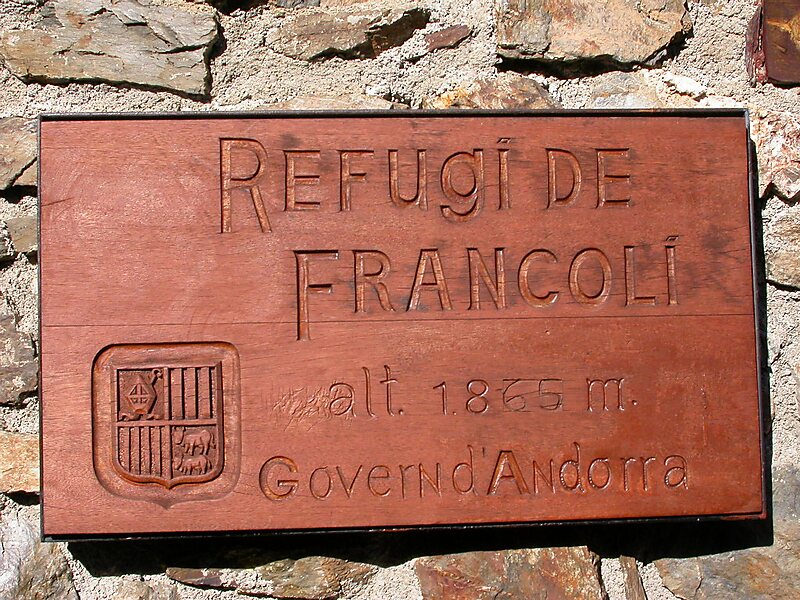 REFUgí DE
FRANCOLí
alt. 1.865 m.
Govern d'Andorra